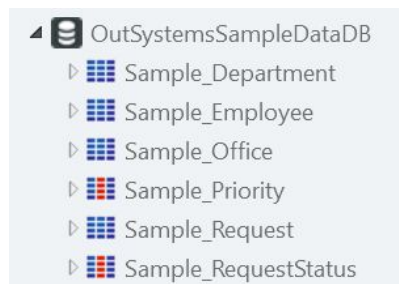 OutSystemsSampleDataDB
Sample_Department
Sample_Employee
Sample_Office
Sample_Priority
Sample_Request
Sample_RequestStatus